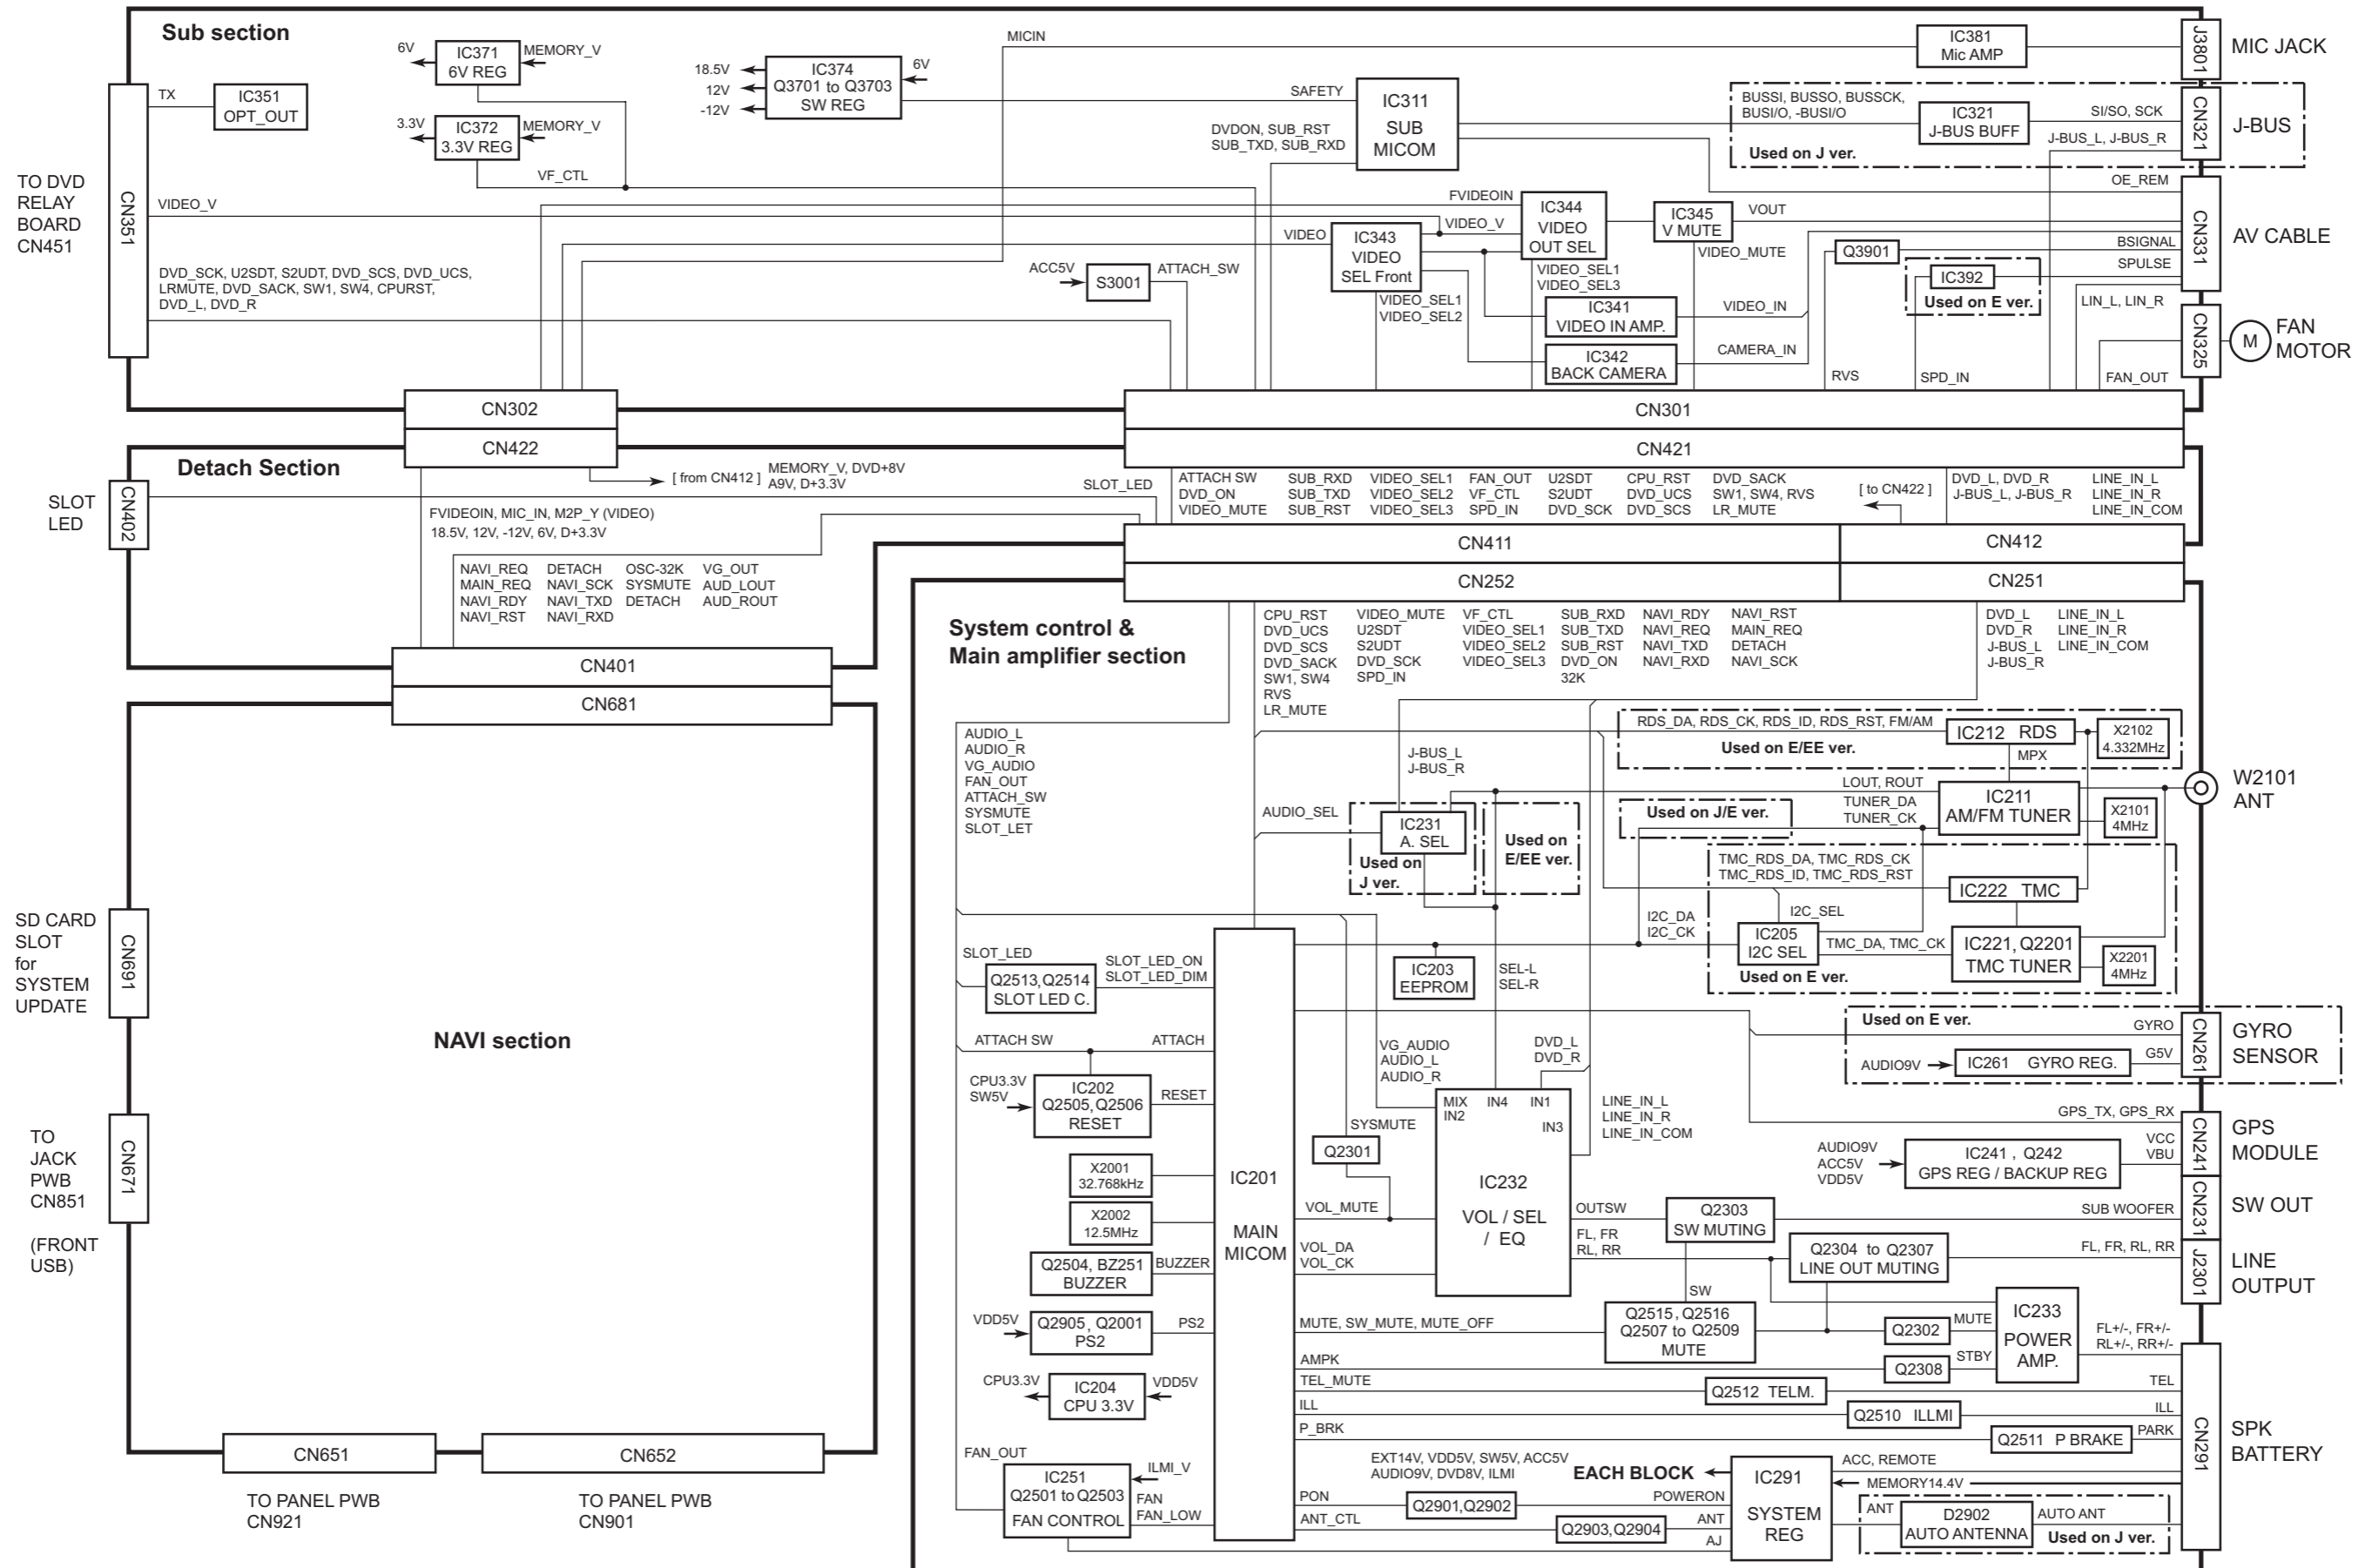 Sub section
TO DVD
RELAY
BOARD
CN451
CN351
TX
IC351
OPT_OUT
6V
IC371
6V REG
MEMORY_V
3.3V
IC372
3.3V REG
MEMORY_V
VF_CTL
18.5V
12V
-12V
IC374
Q3701 to Q3703
SW REG
6V
MICIN
SAFETY
IC311
SUB
MICOM
DVDON, SUB_RST
SUB_TXD, SUB_RXD
IC381
Mic AMP
J3801
MIC JACK
BUSSI, BUSSO, BUSSCK,
BUSI/O, -BUSI/O
IC321
J-BUS BUFF
SI/SO, SCK
J-BUS_L, J-BUS_R
Used on J ver.
CN321
J-BUS
OE_REM
VIDEO_V
FVIDEOIN
VIDEO
IC343
VIDEO
SEL Front
VIDEO_V
IC344
VIDEO
OUT SEL
IC345
V MUTE
VOUT
VIDEO_MUTE
Q3901
BSIGNAL
SPULSE
IC392
Used on E ver.
LIN_L, LIN_R
CN331
AV CABLE
DVD_SCK, U2SDT, S2UDT, DVD_SCS, DVD_UCS,
LRMUTE, DVD_SACK, SW1, SW4, CPURST,
DVD_L, DVD_R
ACC5V
S3001
ATTACH_SW
VIDEO_SEL1
VIDEO_SEL2
VIDEO_SEL1
VIDEO_SEL3
IC341
VIDEO IN AMP.
VIDEO_IN
IC342
BACK CAMERA
CAMERA_IN
RVS
SPD_IN
FAN_OUT
CN325
M
FAN
MOTOR
CN302
CN301
CN422
CN421
Detach Section
SLOT
LED
CN402
[ from CN412 ]
MEMORY_V, DVD+8V
A9V, D+3.3V
SLOT_LED
FVIDEOIN, MIC_IN, M2P_Y (VIDEO)
18.5V, 12V, -12V, 6V, D+3.3V
ATTACH SW
DVD_ON
VIDEO_MUTE
SUB_RXD
SUB_TXD
SUB_RST
VIDEO_SEL1
VIDEO_SEL2
VIDEO_SEL3
FAN_OUT
VF_CTL
SPD_IN
U2SDT
S2UDT
DVD_SCK
CPU_RST
DVD_UCS
DVD_SCS
DVD_SACK
SW1, SW4, RVS
LR_MUTE
[ to CN422 ]
DVD_L, DVD_R
J-BUS_L, J-BUS_R
LINE_IN_L
LINE_IN_R
LINE_IN_COM
NAVI_REQ
MAIN_REQ
NAVI_RDY
NAVI_RST
DETACH
NAVI_SCK
NAVI_TXD
NAVI_RXD
OSC-32K
SYSMUTE
DETACH
VG_OUT
AUD_LOUT
AUD_ROUT
CN411
CN412
CN252
CN251
CN401
CN681
System control &
Main amplifier section
CPU_RST
DVD_UCS
DVD_SCS
DVD_SACK
SW1, SW4
RVS
LR_MUTE
VIDEO_MUTE
U2SDT
S2UDT
DVD_SCK
SPD_IN
VF_CTL
VIDEO_SEL1
VIDEO_SEL2
VIDEO_SEL3
SUB_RXD
SUB_TXD
SUB_RST
DVD_ON
32K
NAVI_RDY
NAVI_REQ
NAVI_TXD
NAVI_RXD
NAVI_RST
MAIN_REQ
DETACH
NAVI_SCK
DVD_L
DVD_R
J-BUS_L
J-BUS_R
LINE_IN_L
LINE_IN_R
LINE_IN_COM
AUDIO_L
AUDIO_R
VG_AUDIO
FAN_OUT
ATTACH_SW
SYSMUTE
SLOT_LET
RDS_DA, RDS_CK, RDS_ID, RDS_RST, FM/AM
Used on E/EE ver.
IC212 RDS
MPX
X2102
4.332MHz
J-BUS_L
J-BUS_R
LOUT, ROUT
TUNER_DA
TUNER_CK
IC211
AM/FM TUNER
X2101
4MHz
W2101
ANT
AUDIO_SEL
IC231
A. SEL
Used on
J ver.
Used on
E/EE ver.
Used on J/E ver.
TMC_RDS_DA, TMC_RDS_CK
TMC_RDS_ID, TMC_RDS_RST
IC222 TMC
I2C_DA
I2C_CK
I2C_SEL
IC205
I2C SEL
TMC_DA, TMC_CK
IC221, Q2201
TMC TUNER
X2201
4MHz
Used on E ver.
NAVI section
SD CARD
SLOT
for
SYSTEM
UPDATE
CN691
TO
JACK
PWB
CN851
(FRONT
USB)
CN671
CN651
CN652
TO PANEL PWB
CN921
TO PANEL PWB
CN901
SLOT_LED
Q2513, Q2514
SLOT LED C.
SLOT_LED_ON
SLOT_LED_DIM
IC203
EEPROM
SEL-L
SEL-R
ATTACH SW
ATTACH
CPU3.3V
SW5V
IC202
Q2505, Q2506
RESET
RESET
X2001
32.768kHz
X2002
12.5MHz
Q2504, BZ251
BUZZER
BUZZER
VDD5V
Q2905, Q2001
PS2
PS2
CPU3.3V
IC204
CPU 3.3V
VDD5V
FAN_OUT
IC251
Q2501 to Q2503
FAN CONTROL
ILMI_V
FAN
FAN_LOW
IC201
MAIN
MICOM
Used on E ver.
GYRO
AUDIO9V
IC261 GYRO REG.
G5V
CN261
GYRO
SENSOR
VG_AUDIO
AUDIO_L
AUDIO_R
DVD_L
DVD_R
MIX
IN2
IN4
IN1
IN3
IC232
VOL / SEL
/ EQ
LINE_IN_L
LINE_IN_R
LINE_IN_COM
SYSMUTE
Q2301
VOL_MUTE
VOL_DA
VOL_CK
GPS_TX, GPS_RX
AUDIO9V
ACC5V
VDD5V
IC241 , Q242
GPS REG / BACKUP REG
VCC
VBU
CN241
GPS
MODULE
OUTSW
FL, FR
RL, RR
Q2303
SW MUTING
SUB WOOFER
CN231
SW OUT
Q2304 to Q2307
LINE OUT MUTING
FL, FR, RL, RR
J2301
LINE
OUTPUT
SW
MUTE, SW_MUTE, MUTE_OFF
Q2515, Q2516
Q2507 to Q2509
MUTE
Q2302
MUTE
IC233
POWER
AMP.
FL+/-, FR+/-
RL+/-, RR+/-
AMPK
Q2308
STBY
TEL_MUTE
Q2512 TELM.
TEL
ILL
Q2510 ILLMI
ILL
P_BRK
Q2511 P BRAKE
PARK
CN291
SPK
BATTERY
EXT14V, VDD5V, SW5V, ACC5V
AUDIO9V, DVD8V, ILMI
EACH BLOCK
IC291
SYSTEM
REG
ACC, REMOTE
MEMORY14.4V
PON
Q2901,Q2902
POWERON
ANT_CTL
Q2903,Q2904
ANT
AJ
ANT
D2902
AUTO ANTENNA
AUTO ANT
Used on J ver.